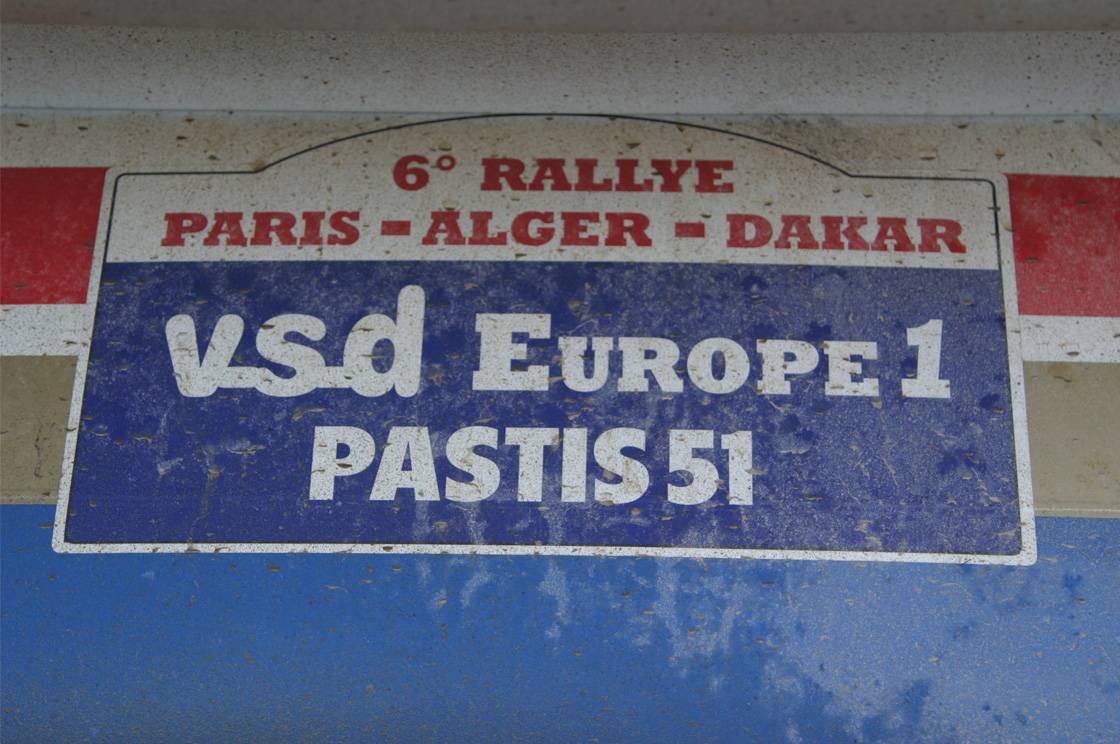 6° RALLYE
PARIS - ALGER - DAKAR
vsd EUROPE 1
PASTIS 51